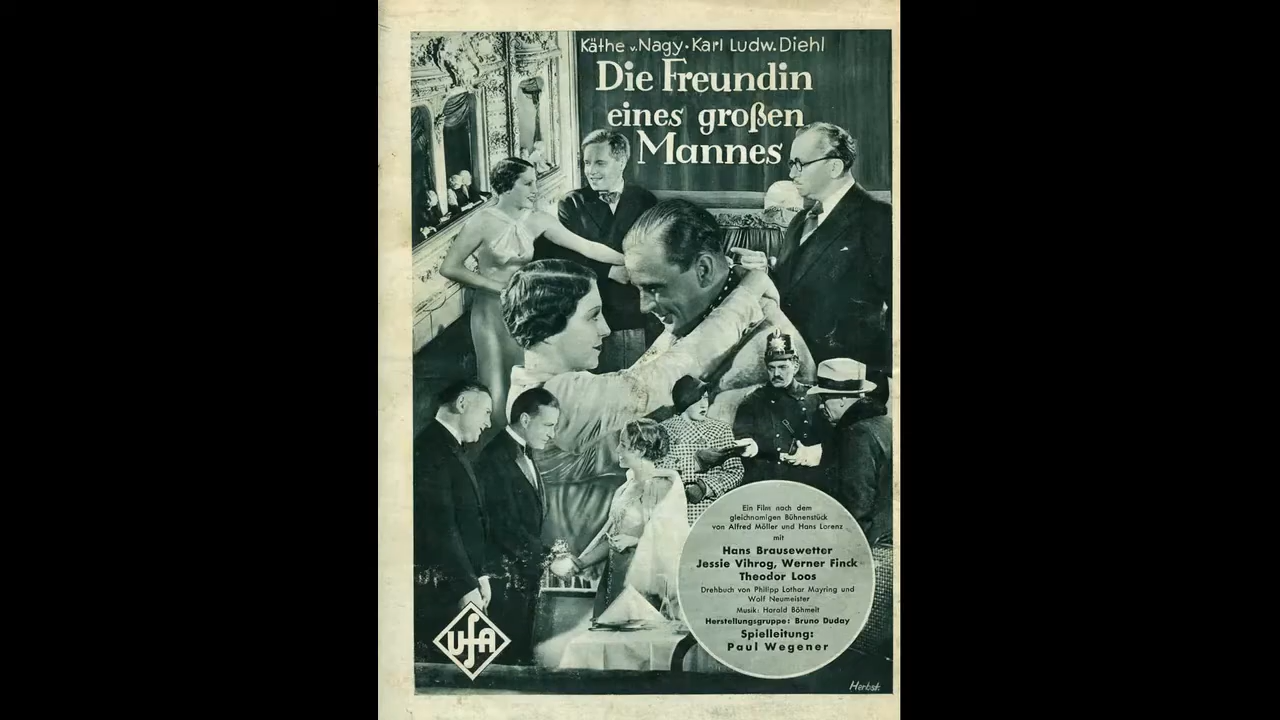 Käthe v. Nagy · Karl Ludw. Diehl
Die Freundin
eines großen
Mannes
Ein Film nach dem
gleichnamigen Bühnenstück
von Alfred Möller und Hans Lorenz
mit
Hans Brausewetter
Jessie Vihrog, Werner Finck
Theodor Loos
Drehbuch von Philipp Lothar Mayring und
Wolf Neumeister
Musik: Harald Böhmelt
Herstellungsgruppe: Bruno Duday
Spielleitung:
Paul Wegener
UFA
Herbst: